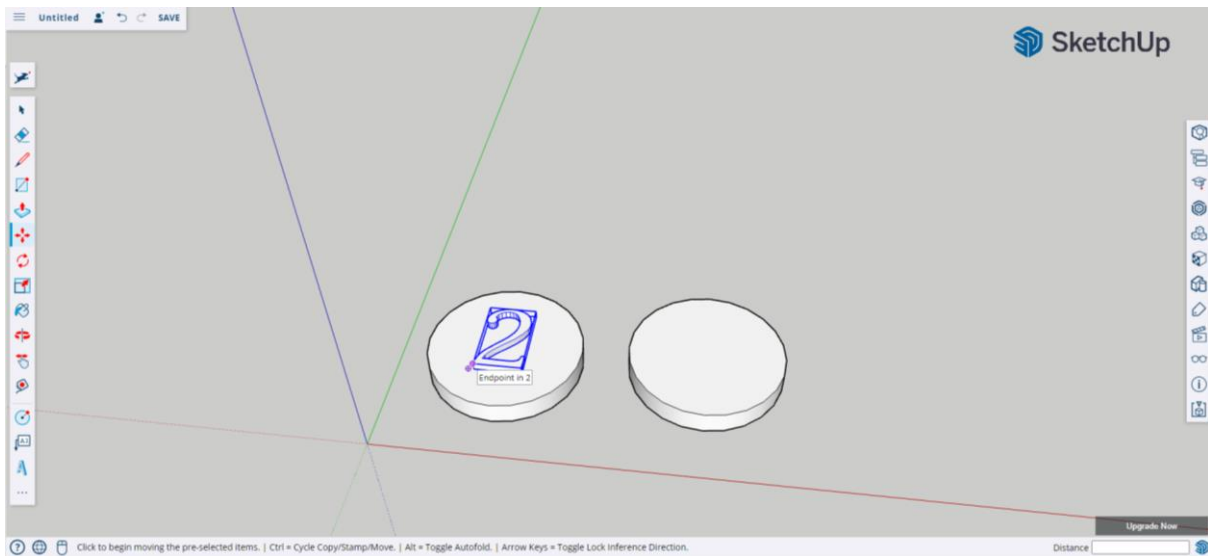 Untitled SAVE
SketchUp
2
Endpoint in 2
A1
A
Upgrade Now
Click to begin moving the pre-selected items. | Ctrl = Cycle Copy/Stamp/Move. | Alt = Toggle Autofold. | Arrow Keys = Toggle Lock Inference Direction.
Distance